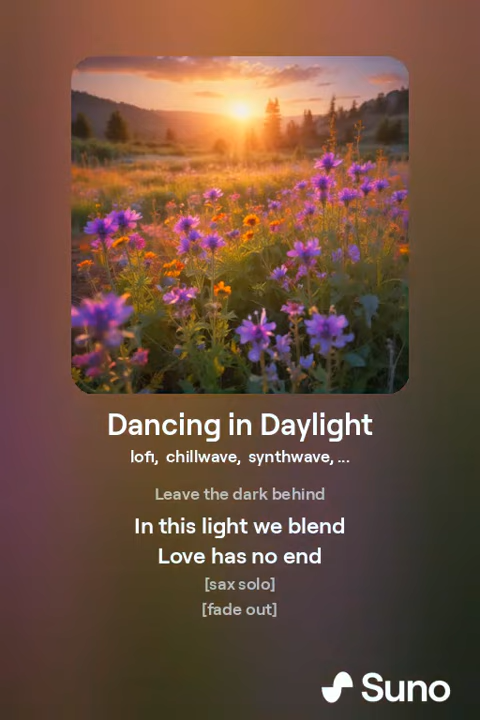 Dancing in Daylight
lofi, chillwave, synthwave, ...
Leave the dark behind
In this light we blend
Love has no end
[sax solo]
[fade out]
Suno